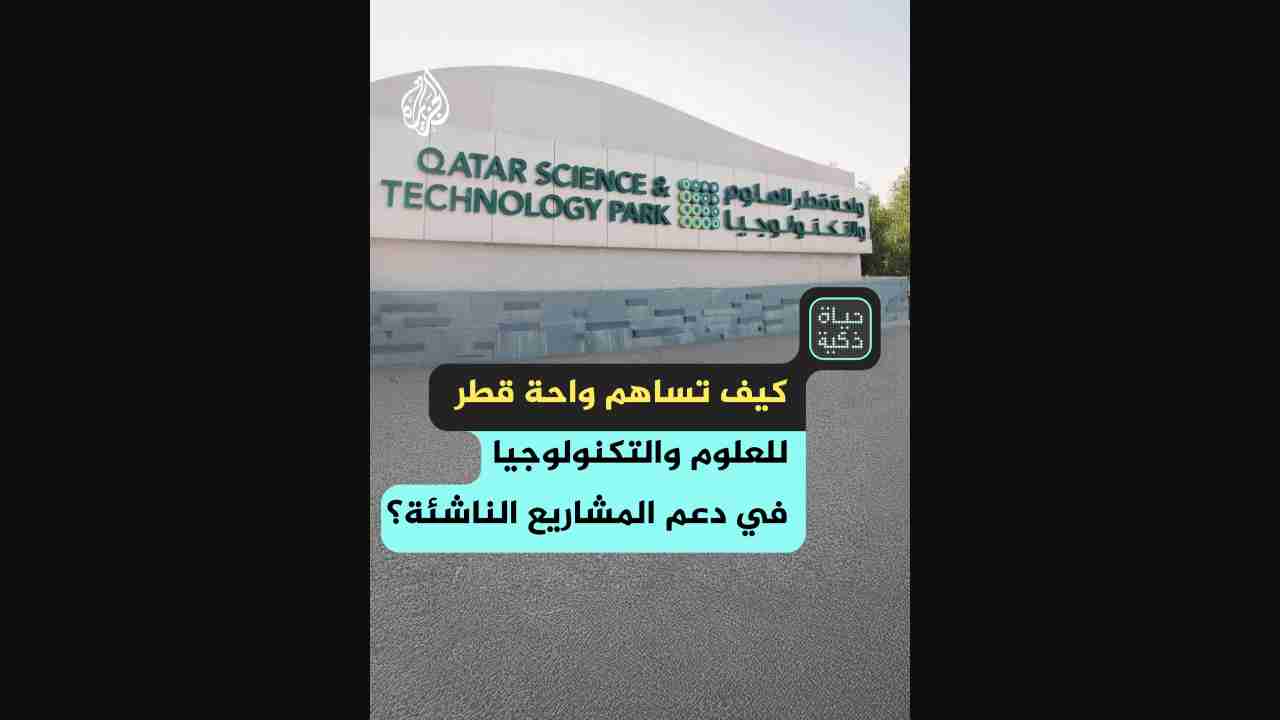 الجزيرة
QATAR SCIENCE &
TECHNOLOGY PARK
واحة قطر للعلوم
والتكنولوجيا
حياة
ذكية
كيف تساهم واحة قطر
للعلوم والتكنولوجيا
في دعم المشاريع الناشئة؟